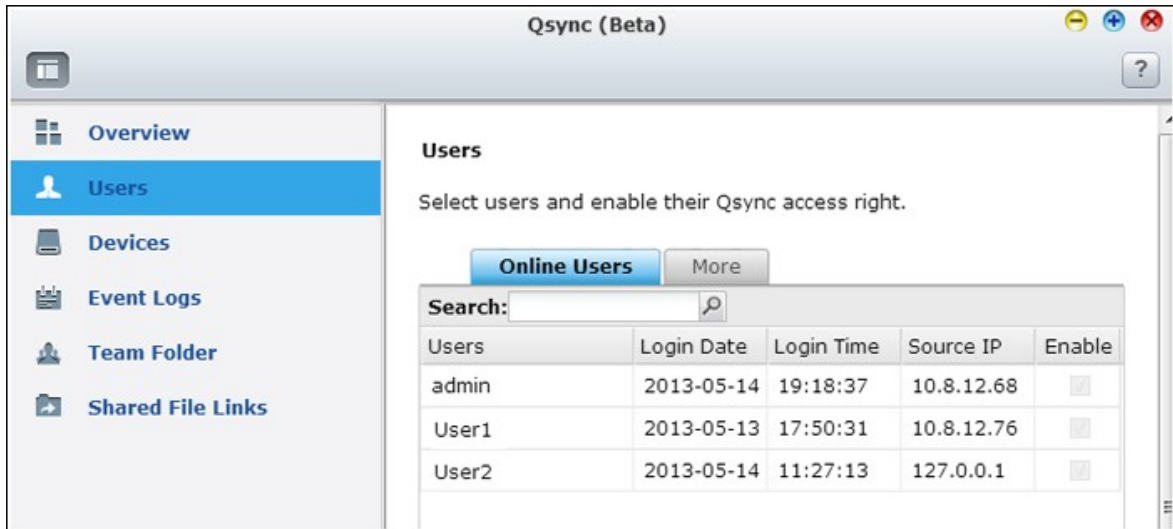 Qsync (Beta)
?
Overview
Users
Devices
Event Logs
Team Folder
Shared File Links
Users
Select users and enable their Qsync access right.
Online Users More
Search:
Users Login Date Login Time Source IP Enable
admin 2013-05-14 19:18:37 10.8.12.68
User1 2013-05-13 17:50:31 10.8.12.76
User2 2013-05-14 11:27:13 127.0.0.1